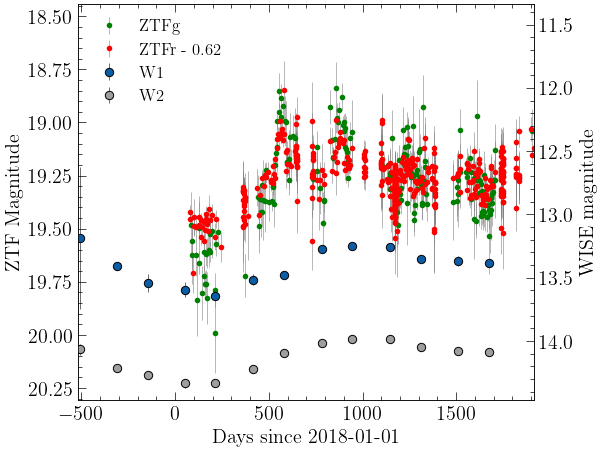 18.50
18.75
19.00
19.25
19.50
19.75
20.00
20.25
ZTF Magnitude
ZTFg
ZTFr - 0.62
W1
W2
11.5
12.0
12.5
13.0
13.5
14.0
WISE magnitude
−500
0
500
1000
1500
Days since 2018-01-01